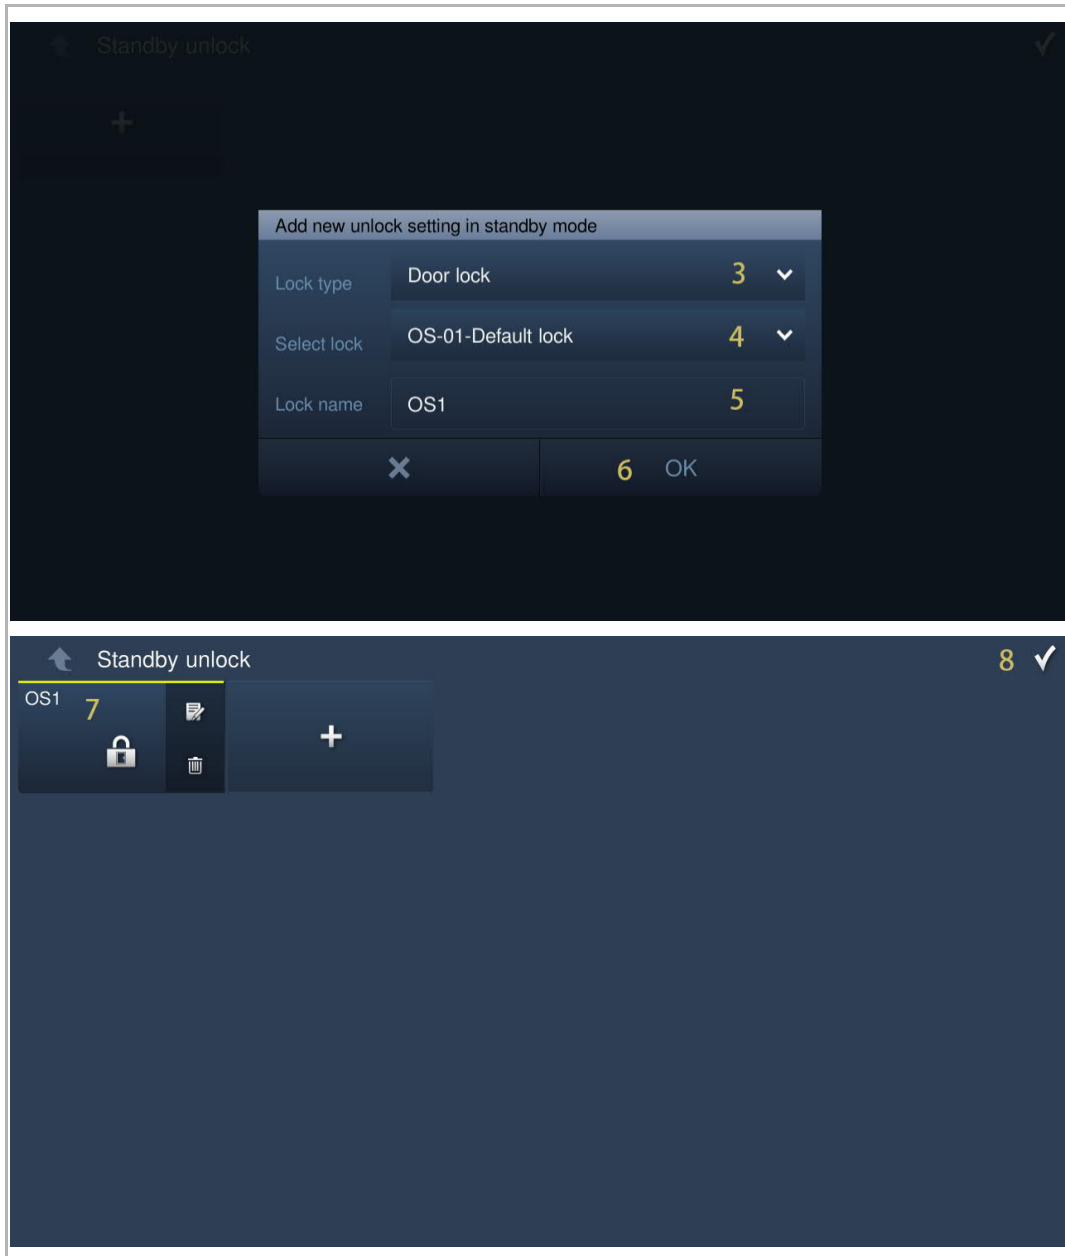 Standby unlock
Add new unlock setting in standby mode
Lock type Door lock 3
Select lock OS-01-Default lock 4
Lock name OS1 5
6 OK
Standby unlock 8
OS1 7